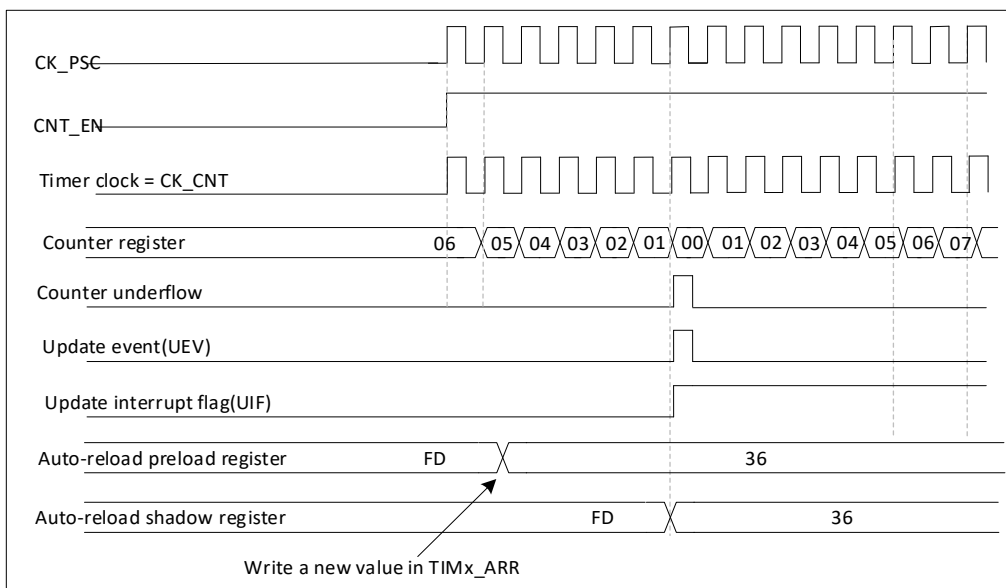 CK_PSC
CNT_EN
Timer clock = CK_CNT
Counter register 06 05 04 03 02 01 00 01 02 03 04 05 06 07
Counter underflow
Update event(UEV)
Update interrupt flag(UIF)
Auto-reload preload register FD 36
Auto-reload shadow register FD 36
Write a new value in TIMx_ARR